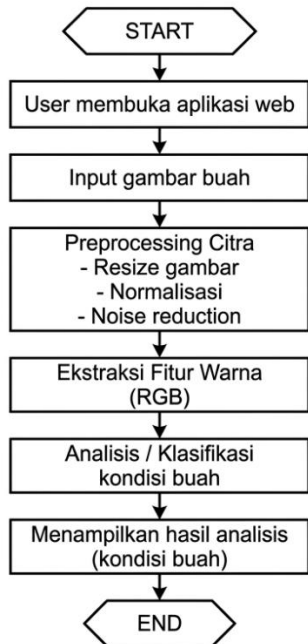 START
User membuka aplikasi web
Input gambar buah
Preprocessing Citra
- Resize gambar
- Normalisasi
- Noise reduction
Ekstraksi Fitur Warna
(RGB)
Analisis / Klasifikasi
kondisi buah
Menampilkan hasil analisis
(kondisi buah)
END